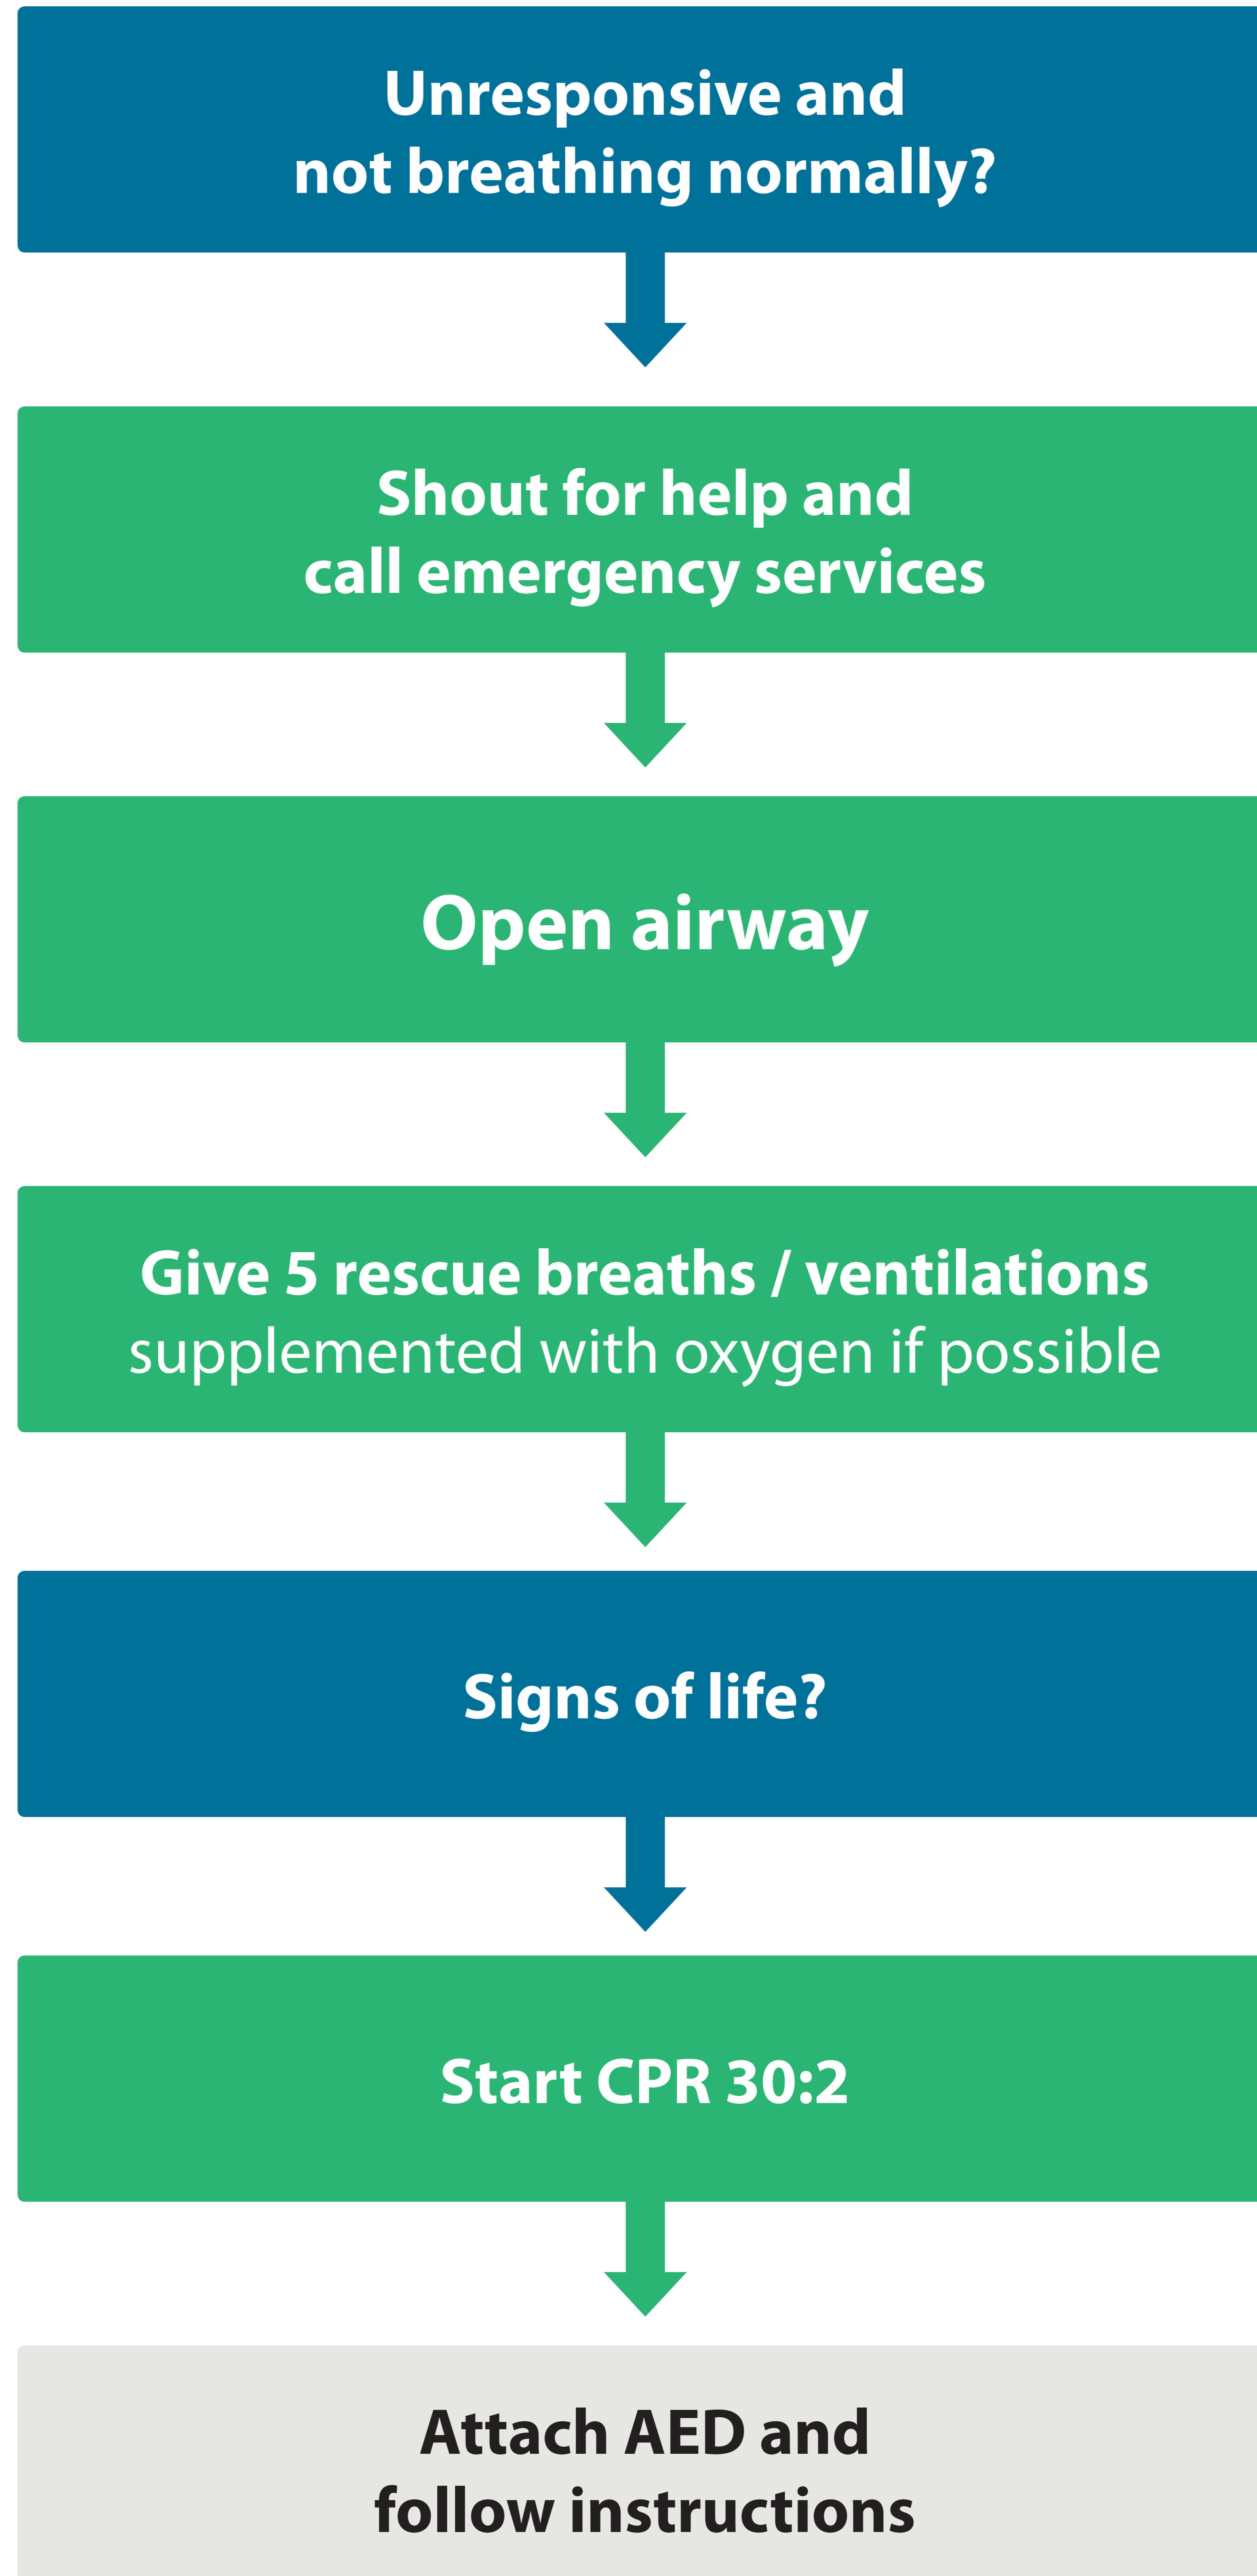 Unresponsive and
not breathing normally?
Shout for help and
call emergency services
Open airway
Give 5 rescue breaths / ventilations
supplemented with oxygen if possible
Signs of life?
Start CPR 30:2
Attach AED and
follow instructions